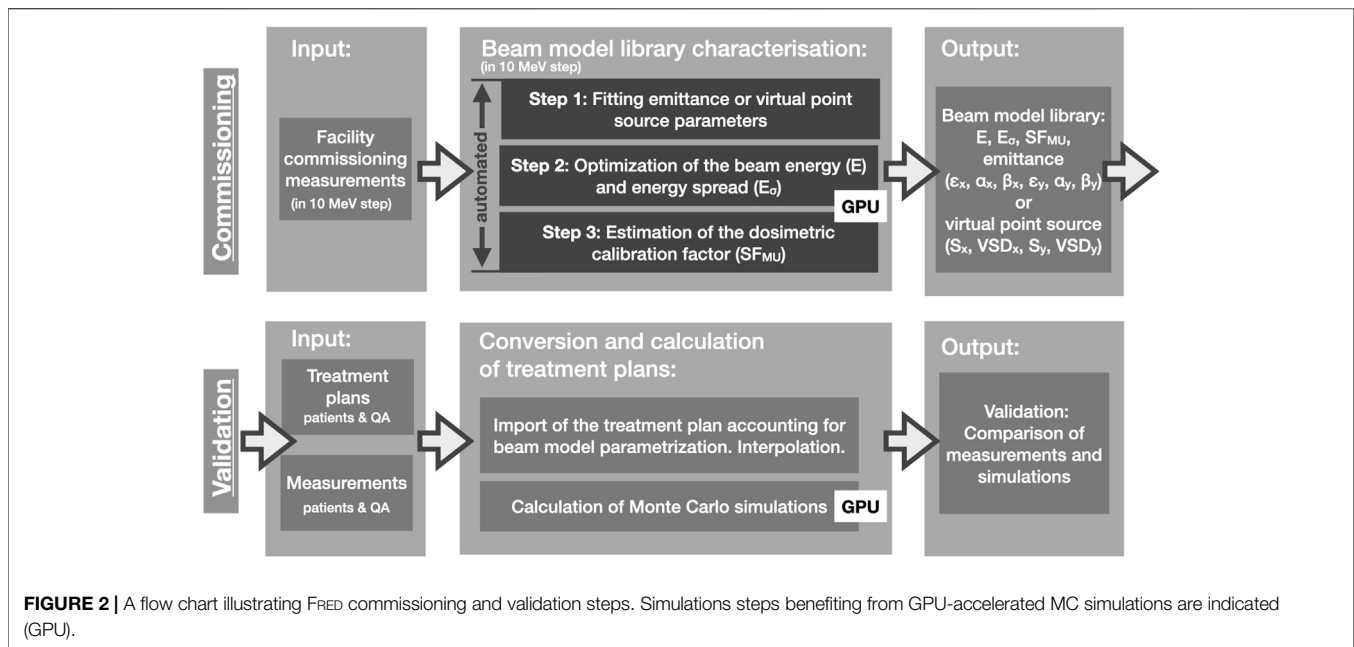 Commissioning
Input:
Facility
commissioning
measurements
(in 10 MeV step)
Beam model library characterisation:
(in 10 MeV step)
automated
Step 1: Fitting emittance or virtual point
source parameters
Step 2: Optimization of the beam energy (E)
and energy spread (Eσ)
GPU
Step 3: Estimation of the dosimetric
calibration factor (SFMU)
Output:
Beam model library:
E, Eσ, SFMU,
emittance
(εx, αx, βx, εy, αy, βy)
or
virtual point source
(Sx, VSDx, Sy, VSDy)
Validation
Input:
Treatment
plans
patients & QA
Measurements
patients & QA
Conversion and calculation
of treatment plans:
Import of the treatment plan accounting for
beam model parametrization. Interpolation.
Calculation of Monte Carlo simulations
GPU
Output:
Validation:
Comparison of
measurements and
simulations
FIGURE 2 | A flow chart illustrating FRED commissioning and validation steps. Simulations steps benefiting from GPU-accelerated MC simulations are indicated
(GPU).